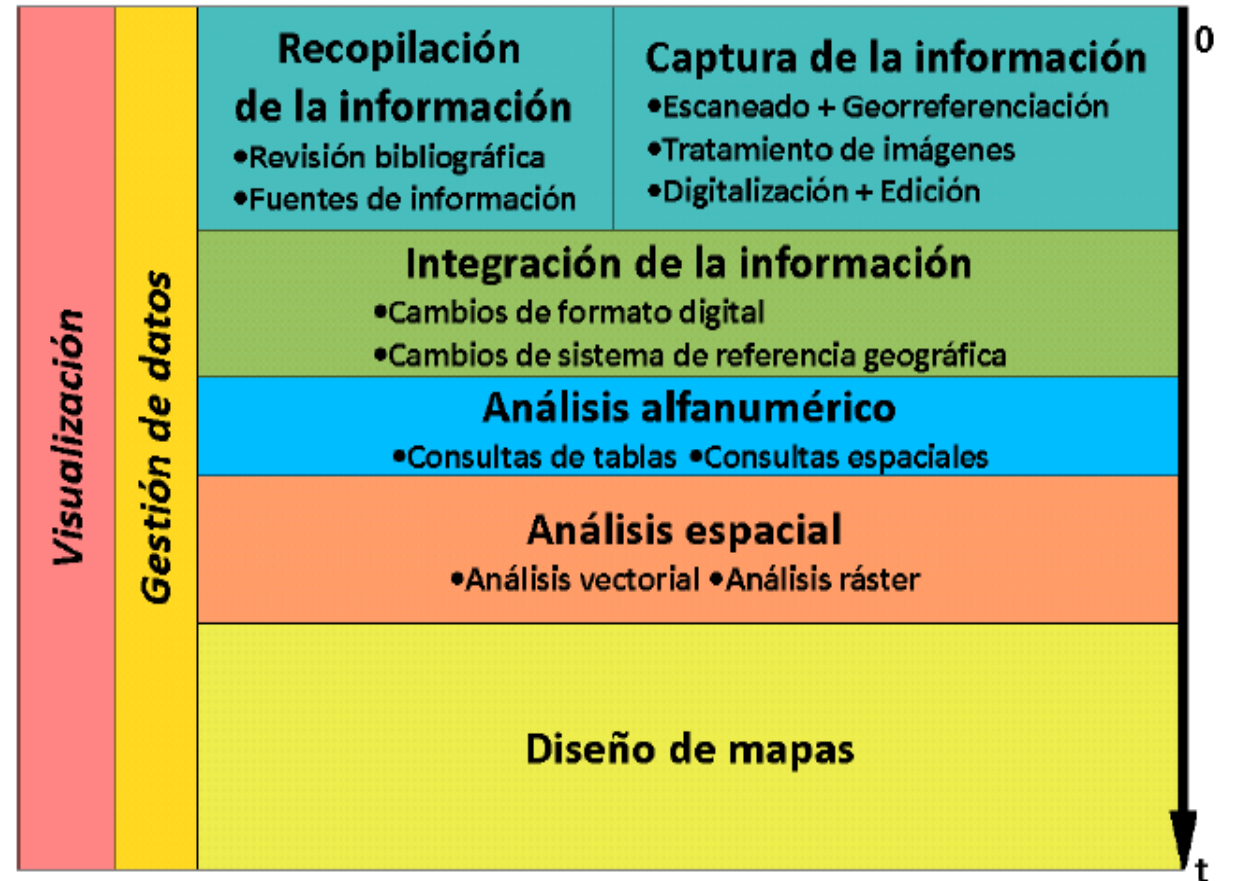 Visualización
Gestión de datos
Recopilación
de la información
•Revisión bibliográfica
•Fuentes de información
Captura de la información
•Escaneado + Georreferenciación
•Tratamiento de imágenes
•Digitalización + Edición
0
Integración de la información
•Cambios de formato digital
•Cambios de sistema de referencia geográfica
Análisis alfanumérico
•Consultas de tablas •Consultas espaciales
Análisis espacial
•Análisis vectorial •Análisis ráster
Diseño de mapas
t